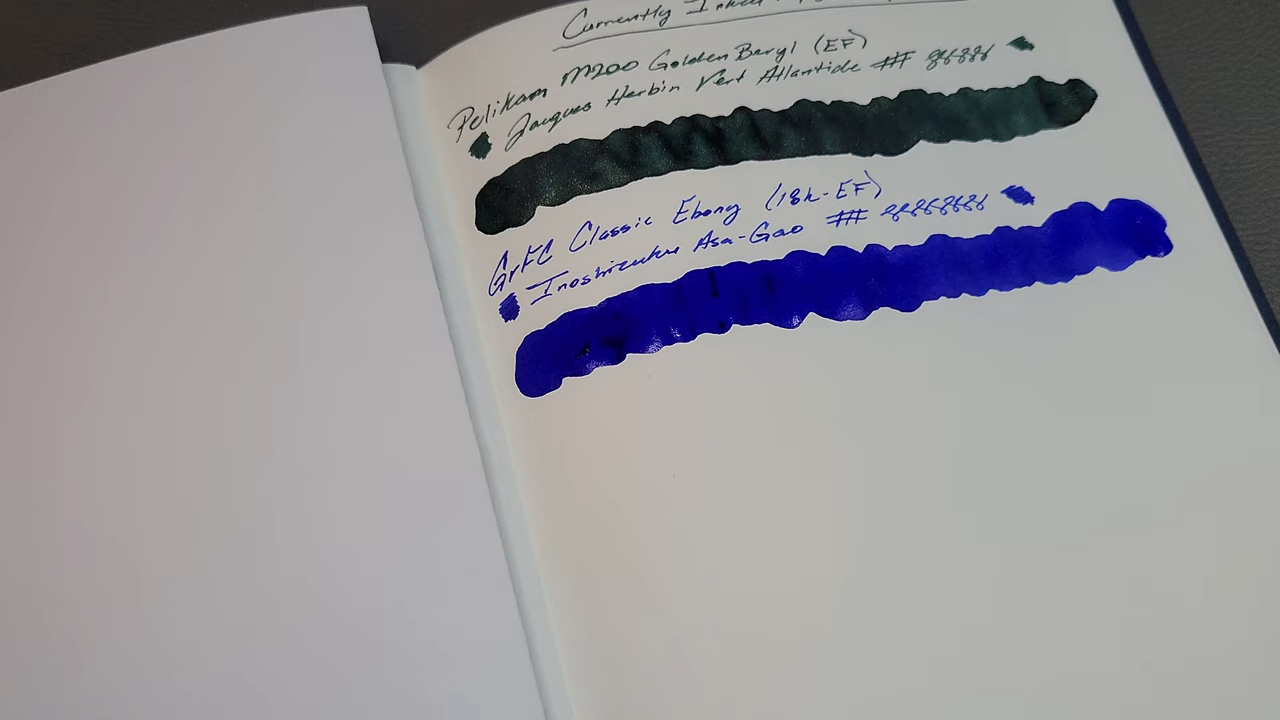 Currently Inked
Pelikan M200 Golden Beryl (EF)
Jacques Herbin Vert Atlantide
GvFC Classic Ebony (18k-EF)
Iroshizuku Asa-Gao